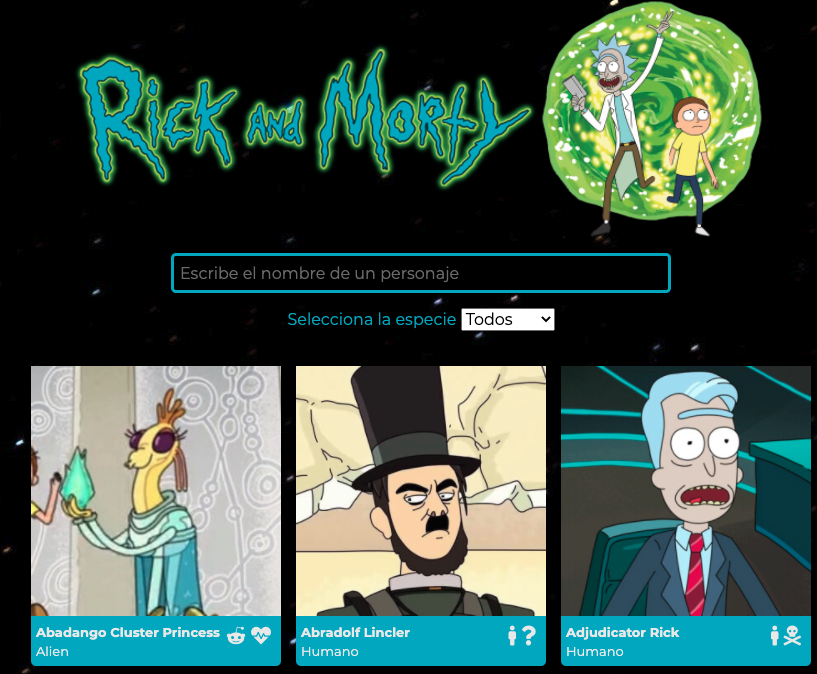 Rick and Morty
Escribe el nombre de un personaje
Selecciona la especie Todos
Abadango Cluster Princess
Alien
Abradolf Lincler
Humano
Adjudicator Rick
Humano